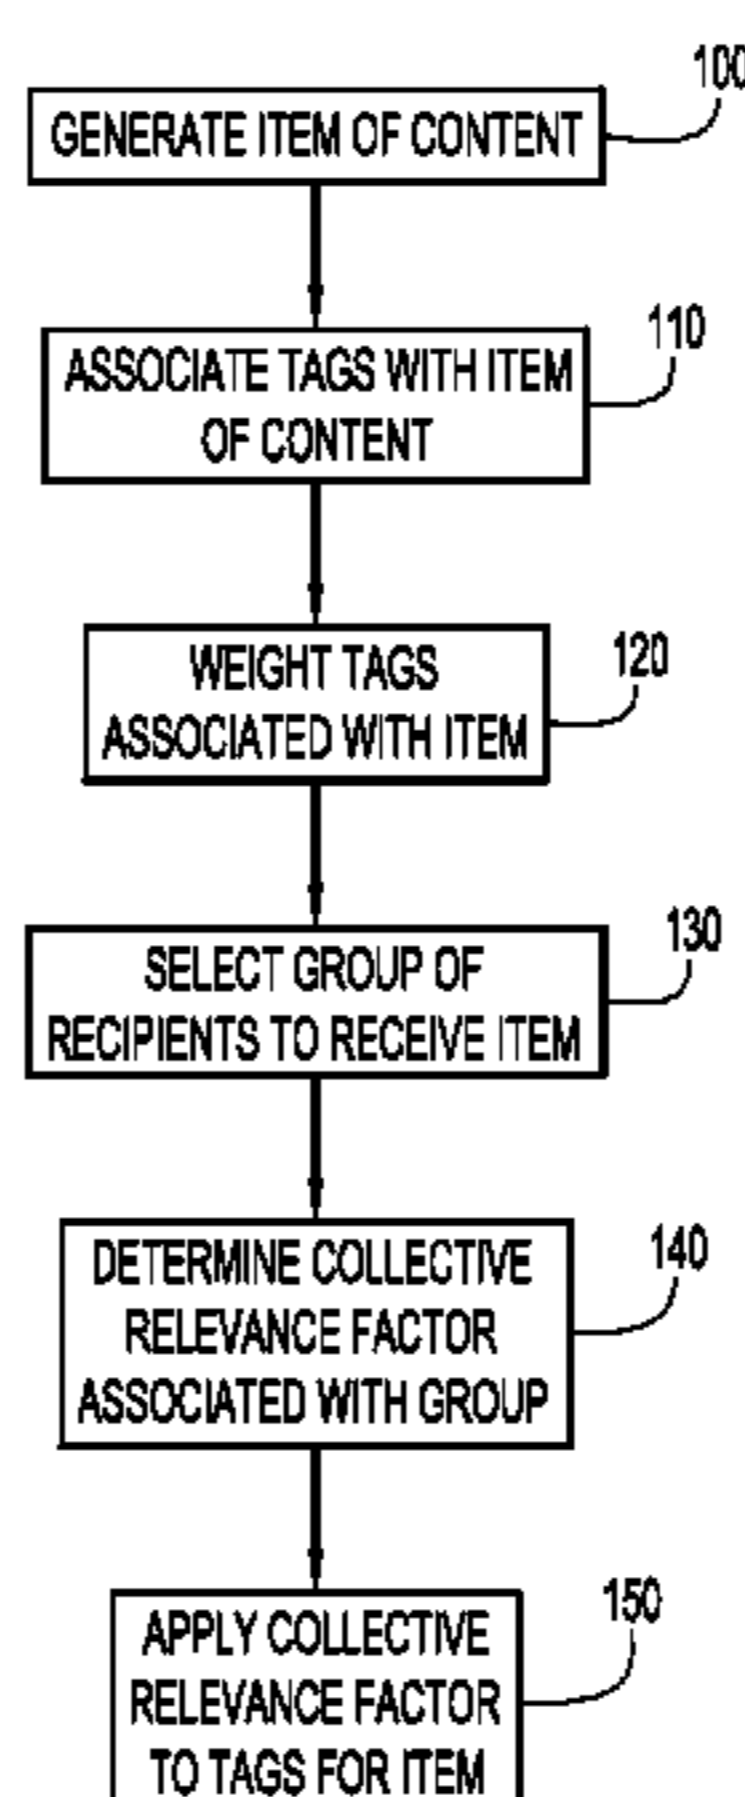 100
GENERATE ITEM OF CONTENT
110
ASSOCIATE TAGS WITH ITEM
OF CONTENT
120
WEIGHT TAGS
ASSOCIATED WITH ITEM
130
SELECT GROUP OF
RECIPIENTS TO RECEIVE ITEM
140
DETERMINE COLLECTIVE
RELEVANCE FACTOR
ASSOCIATED WITH GROUP
150
APPLY COLLECTIVE
RELEVANCE FACTOR
TO TAGS FOR ITEM